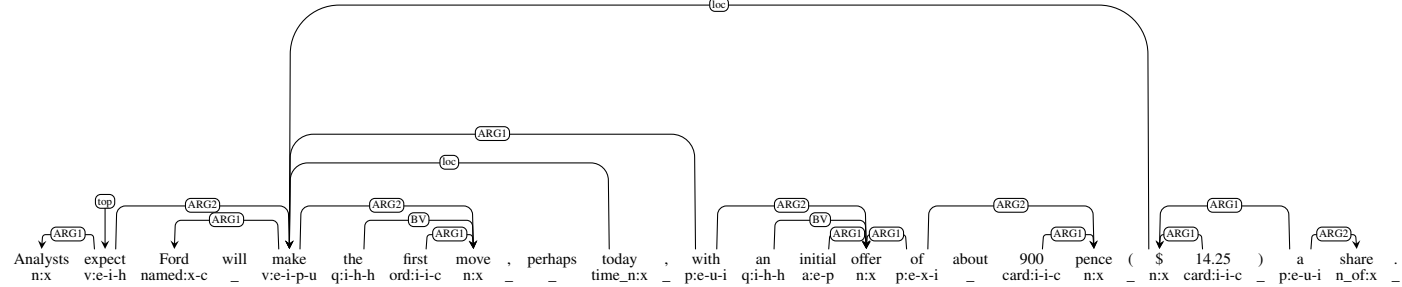 loc
ARG1
loc
top
ARG2 ARG2 ARG2 ARG2 ARG1
ARG1 BV BV
ARG1 ARG1 ARG1 ARG1 ARG1 ARG1 ARG2
Analysts expect Ford will make the first move , perhaps today , with an initial offer of about 900 pence ( $ 14.25 ) a share .
n:x v:e-i-h named:x-c _ v:e-i-p-u q:i-h-h ord:i-i-c n:x _ _ time_n:x _ p:e-u-i q:i-h-h a:e-p n:x p:e-x-i _ card:i-i-c n:x _ n:x card:i-i-c _ p:e-u-i n_of:x _